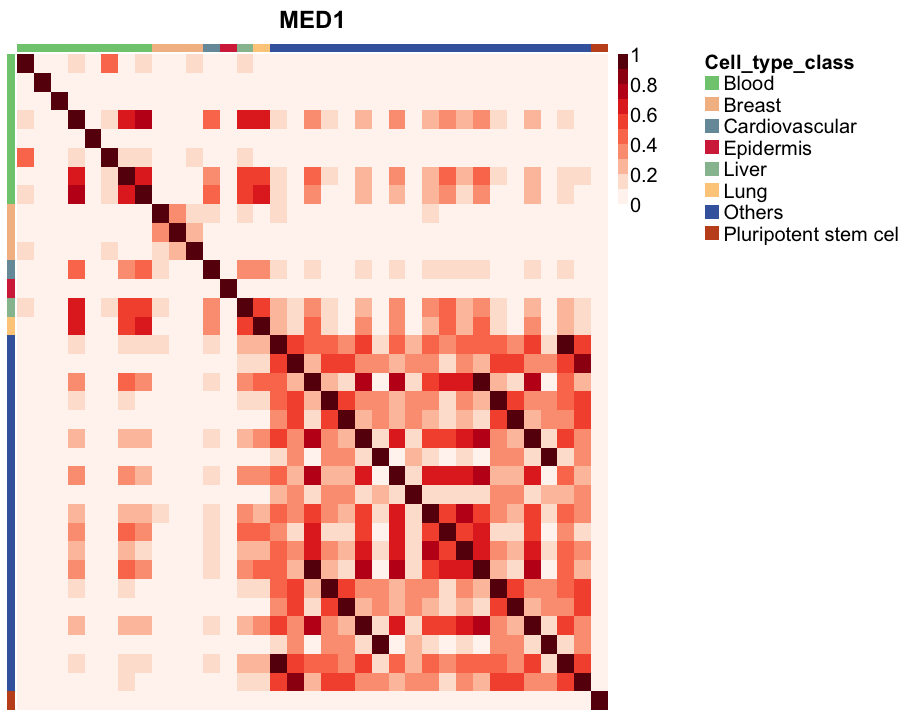 MED1
1
0.8
0.6
0.4
0.2
0
Cell_type_class
Blood
Breast
Cardiovascular
Epidermis
Liver
Lung
Others
Pluripotent stem cel